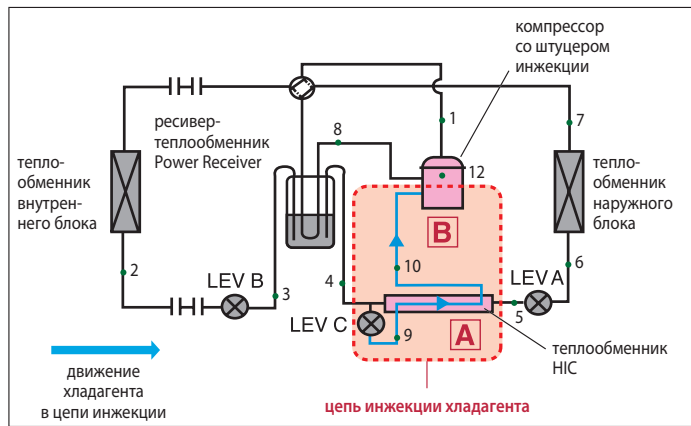 компрессор
со штуцером
инжекции
ресивер-
теплообменник
Power Receiver
8
1
7
тепло-
обменник
внутрен-
него блока
12
тепло-
обменник
наружного
блока
B
2
LEV B
3
4
10
LEV A
6
5
LEV C
9
A
теплообменник
HIC
движение
хладагента
в цепи инжекции
цепь инжекции хладагента